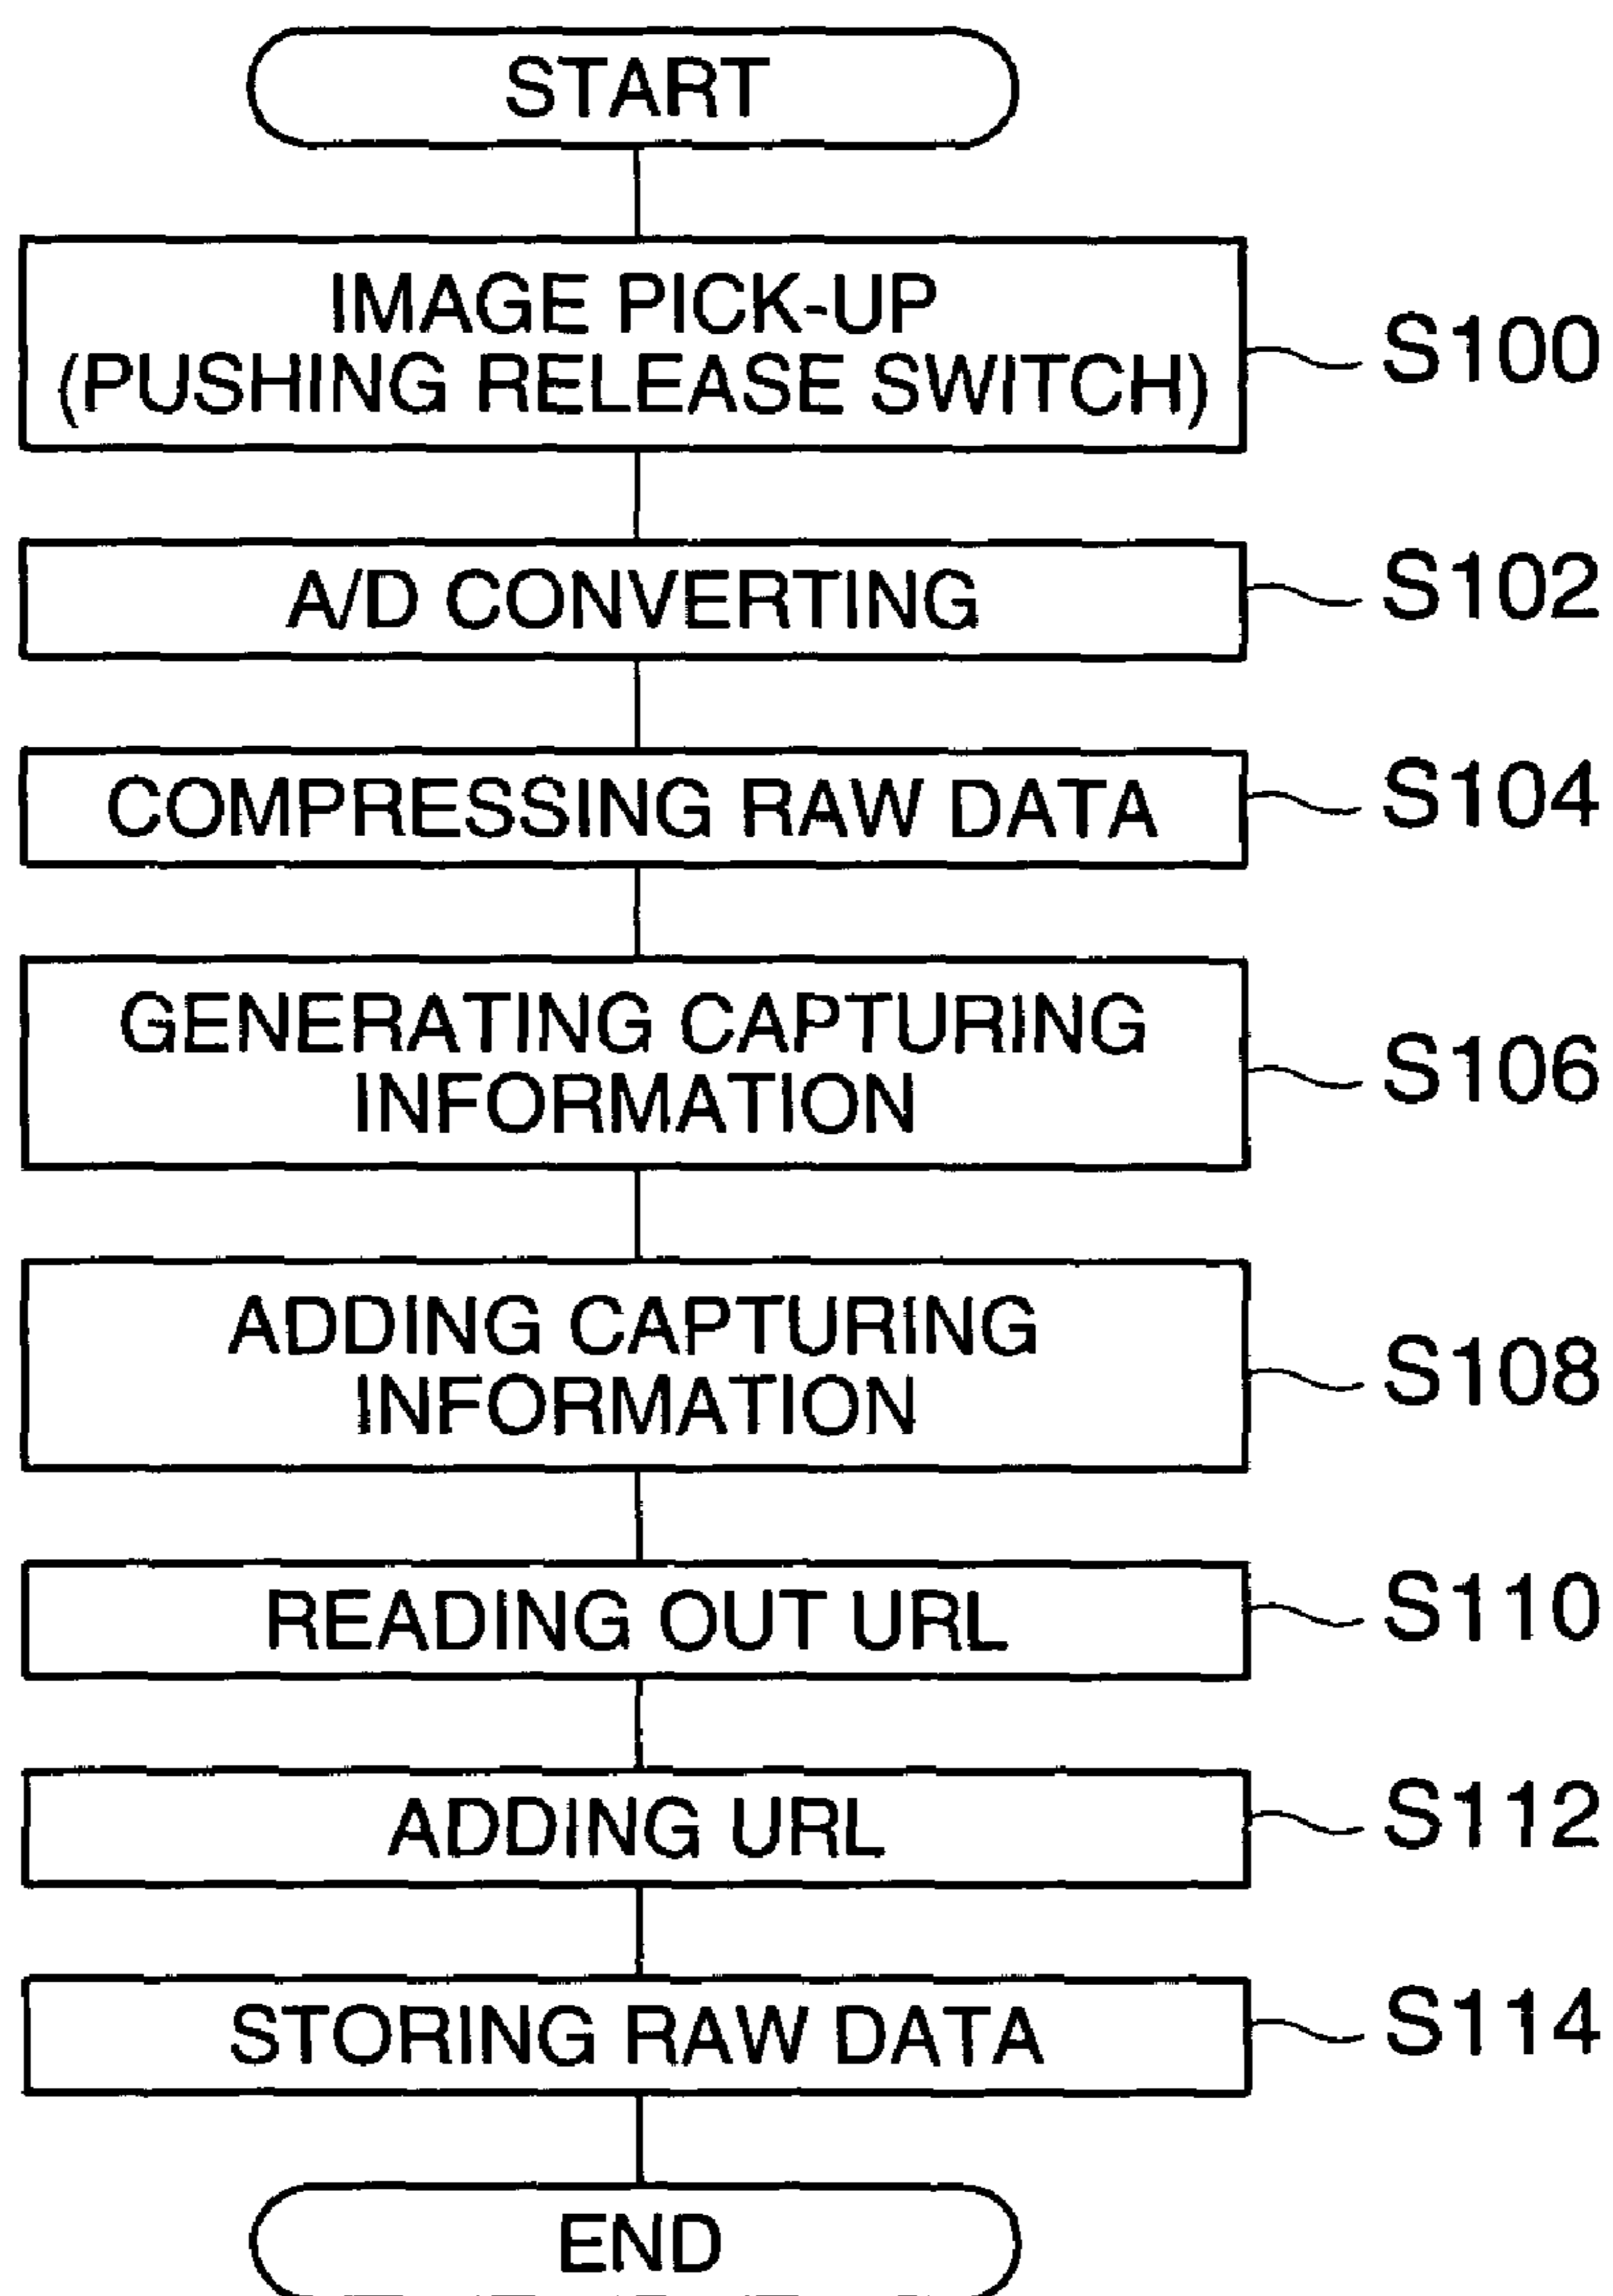 START
IMAGE PICK-UP
(PUSHING RELEASE SWITCH)
S100
A/D CONVERTING
S102
COMPRESSING RAW DATA
S104
GENERATING CAPTURING
INFORMATION
S106
ADDING CAPTURING
INFORMATION
S108
READING OUT URL
S110
ADDING URL
S112
STORING RAW DATA
S114
END